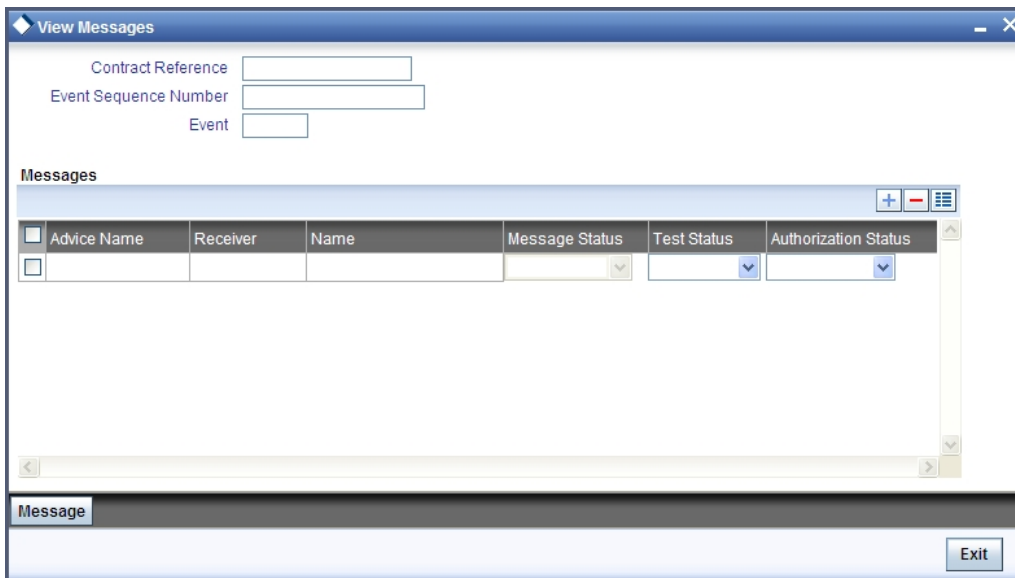 View Messages
Contract Reference
Event Sequence Number
Event
Messages
Advice Name Receiver Name Message Status Test Status Authorization Status
Message
Exit